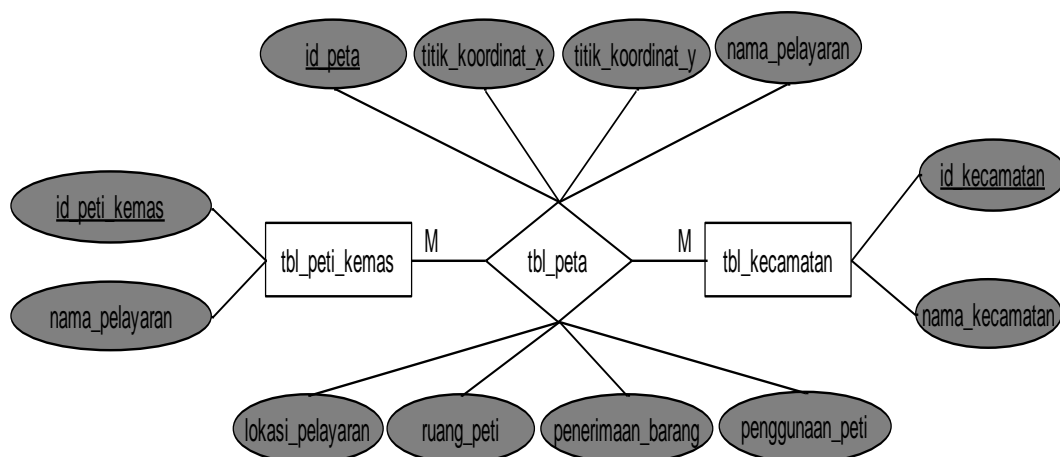 id_peta
titik_koordinat_x
titik_koordinat_y
nama_pelayaran
id_peti_kemas
id_kecamatan
M
M
tbl_peti_kemas
tbl_peta
tbl_kecamatan
nama_pelayaran
nama_kecamatan
lokasi_pelayaran
ruang_peti
penerimaan_barang
penggunaan_peti